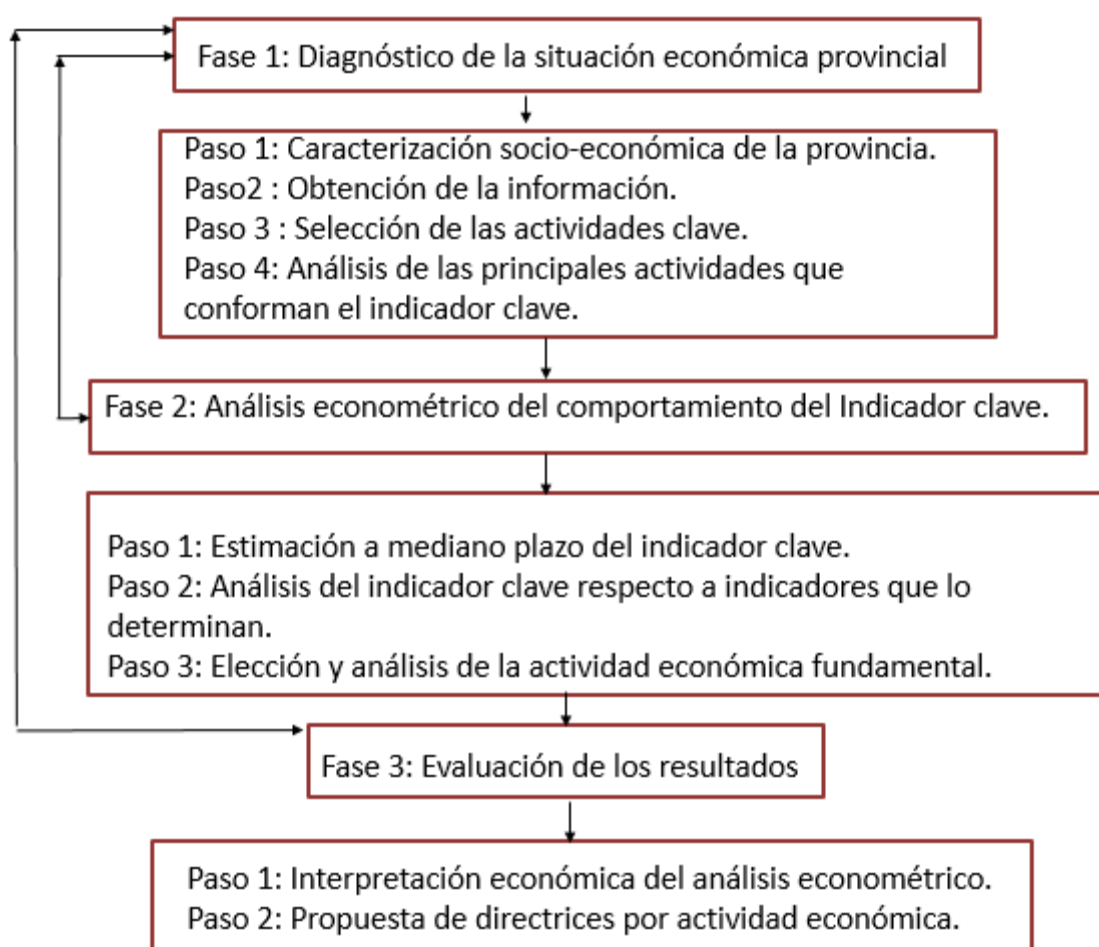 Fase 1: Diagnóstico de la situación económica provincial
Paso 1: Caracterización socio-económica de la provincia.
Paso2 : Obtención de la información.
Paso 3 : Selección de las actividades clave.
Paso 4: Análisis de las principales actividades que
conforman el indicador clave.
Fase 2: Análisis econométrico del comportamiento del Indicador clave.
Paso 1: Estimación a mediano plazo del indicador clave.
Paso 2: Análisis del indicador clave respecto a indicadores que lo
determinan.
Paso 3: Elección y análisis de la actividad económica fundamental.
Fase 3: Evaluación de los resultados
Paso 1: Interpretación económica del análisis econométrico.
Paso 2: Propuesta de directrices por actividad económica.